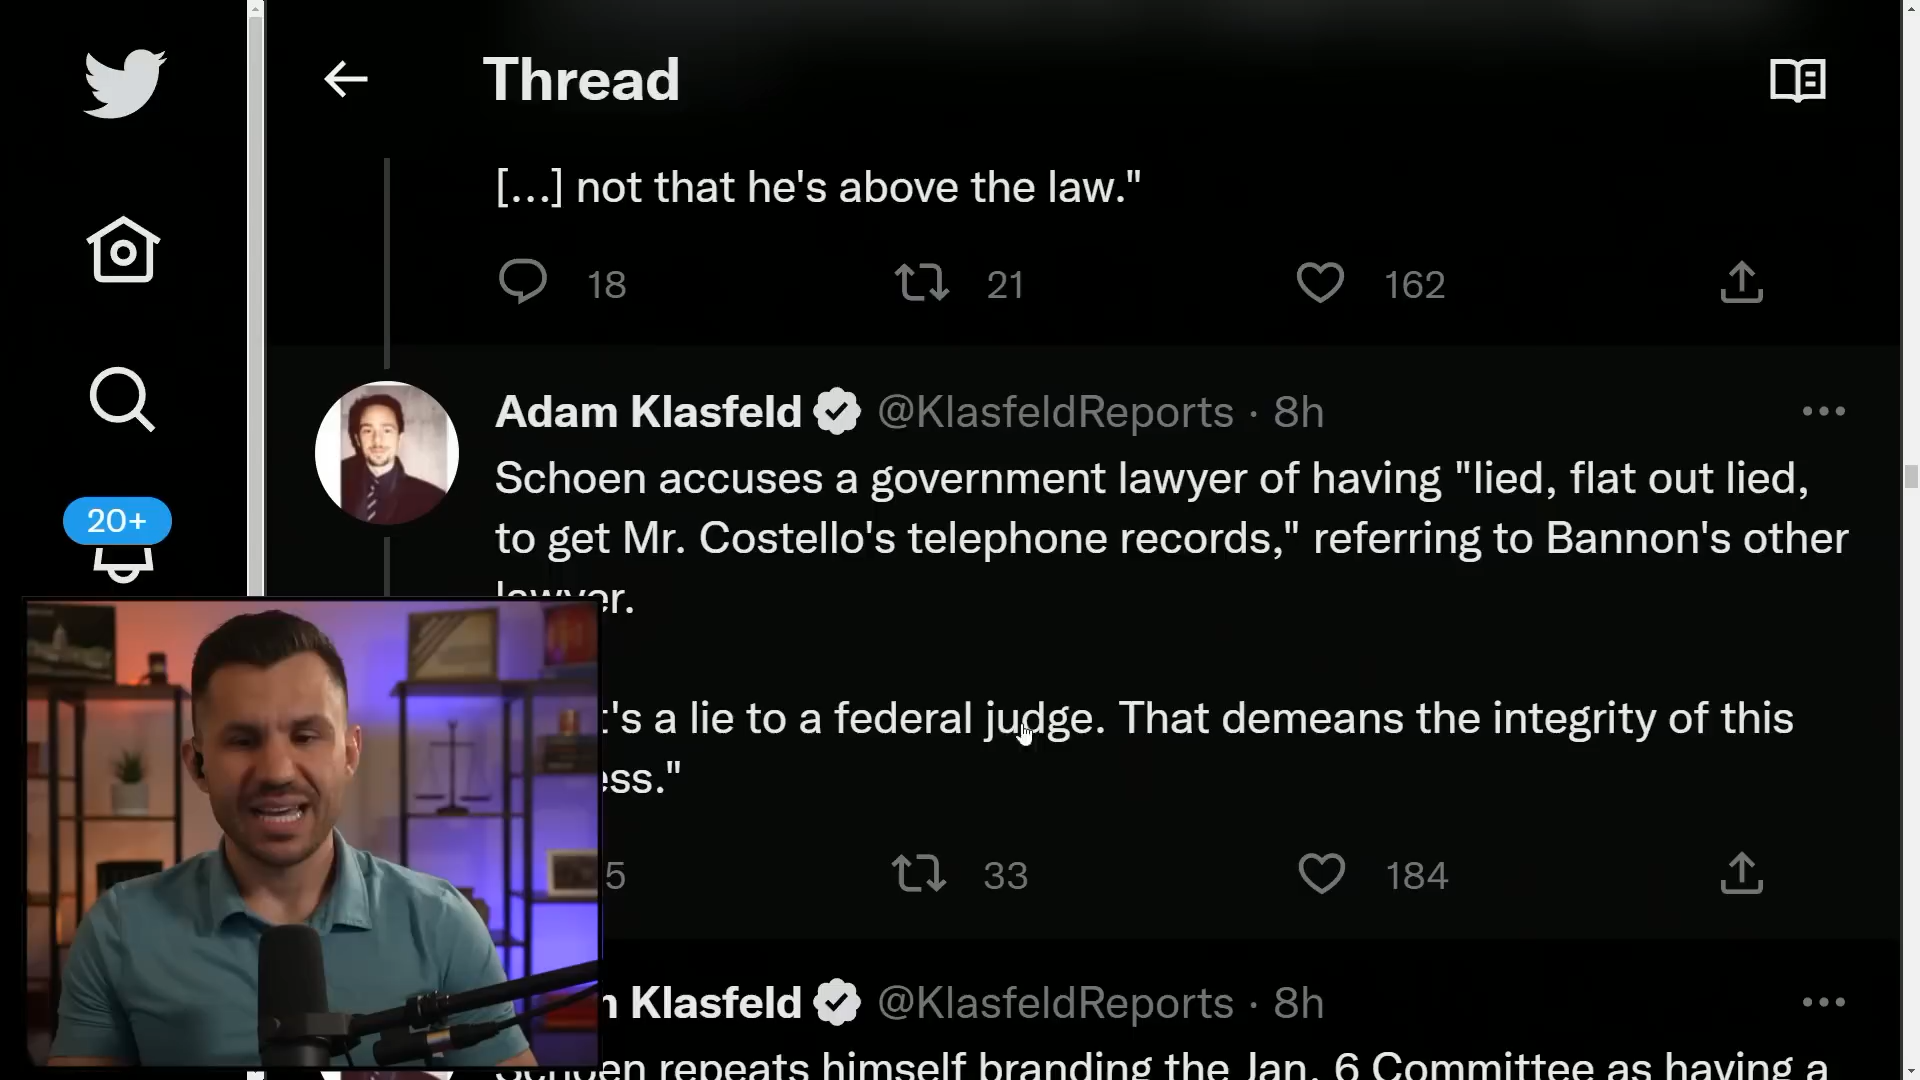 Thread
[...] not that he's above the law."
18 21 162
Adam Klasfeld @KlasfeldReports · 8h
Schoen accuses a government lawyer of having "lied, flat out lied,
to get Mr. Costello's telephone records," referring to Bannon's other
lawyer.
20+
t's a lie to a federal judge. That demeans the integrity of this
ess."
5 33 184
m Klasfeld @KlasfeldReports · 8h
Schoen repeats himself branding the Jan. 6 Committee as having a